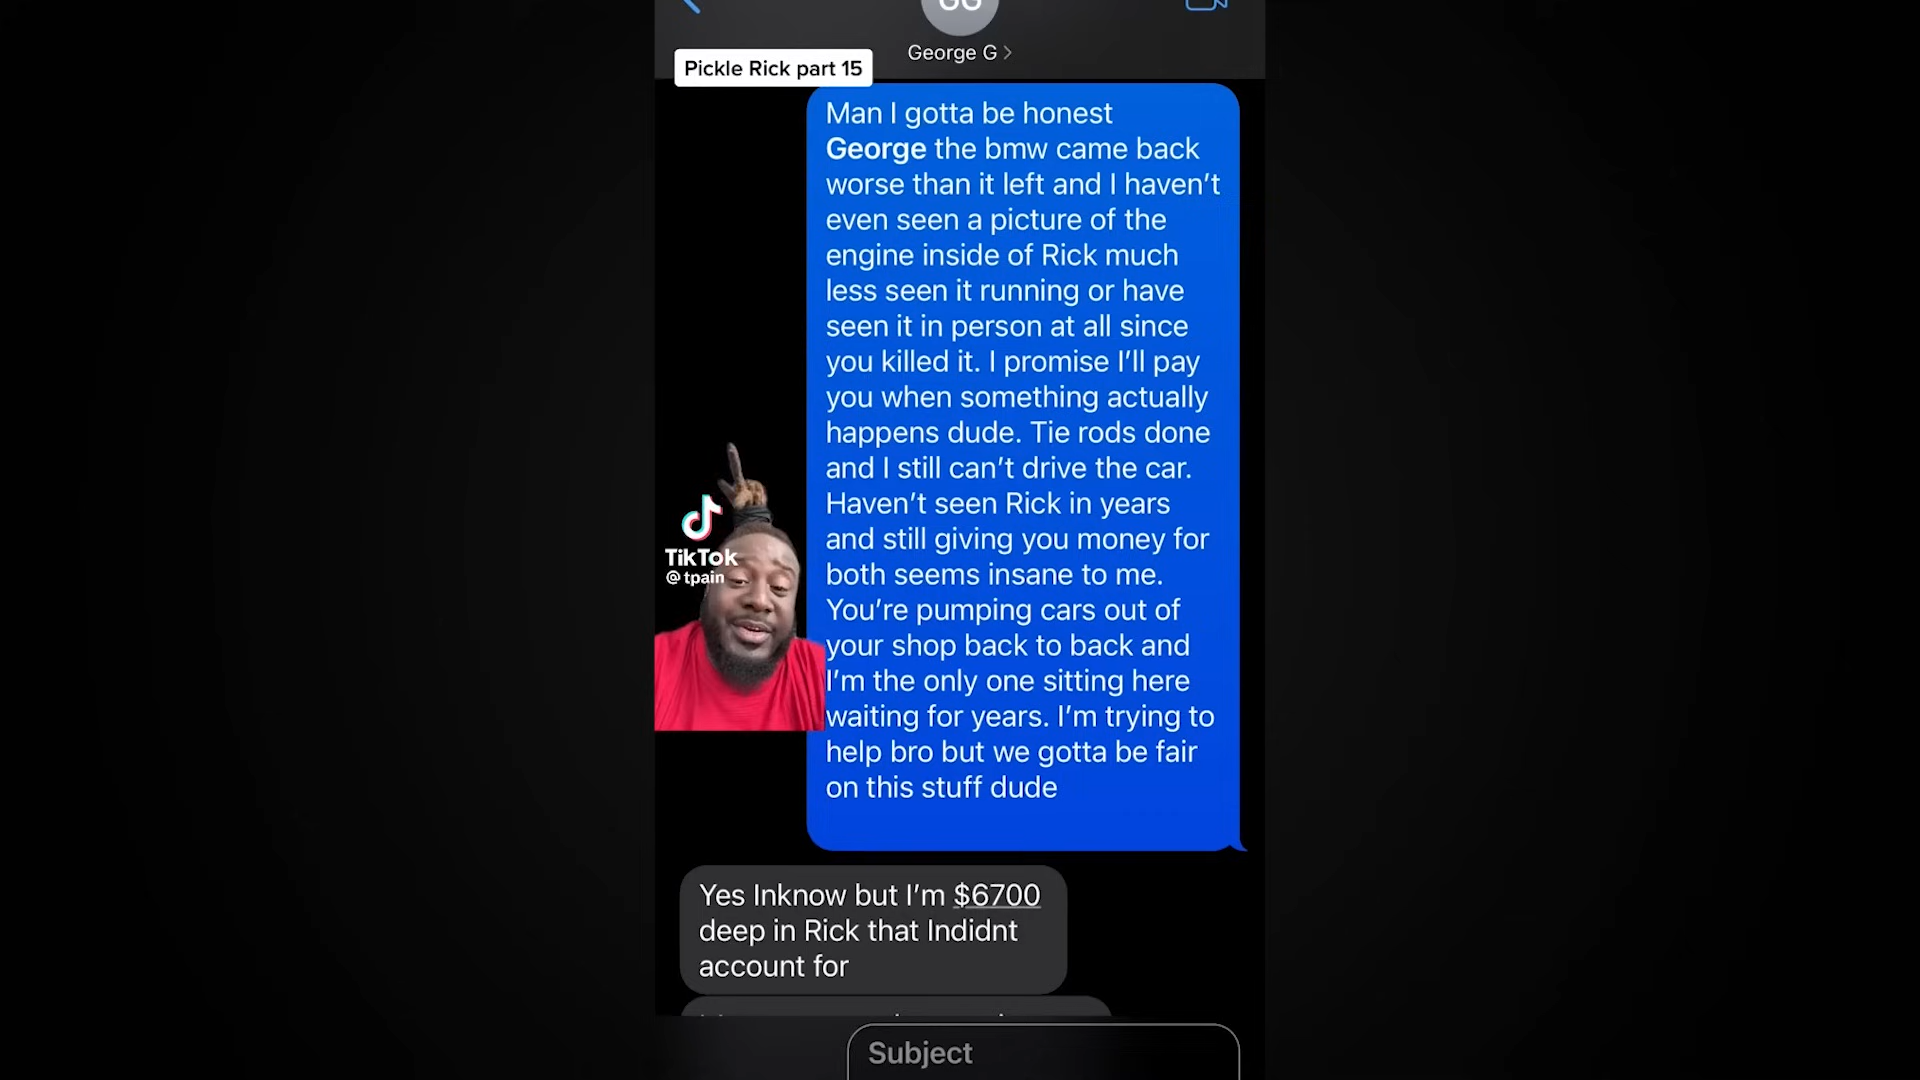 GG
George G
Pickle Rick part 15
Man I gotta be honest
George the bmw came back
worse than it left and I haven't
even seen a picture of the
engine inside of Rick much
less seen it running or have
seen it in person at all since
you killed it. I promise I'll pay
you when something actually
happens dude. Tie rods done
and I still can't drive the car.
Haven't seen Rick in years
and still giving you money for
both seems insane to me.
You're pumping cars out of
your shop back to back and
I'm the only one sitting here
waiting for years. I'm trying to
help bro but we gotta be fair
on this stuff dude
TikTok
@tpain
Yes Inknow but I'm $6700
deep in Rick that Indidnt
account for
Subject